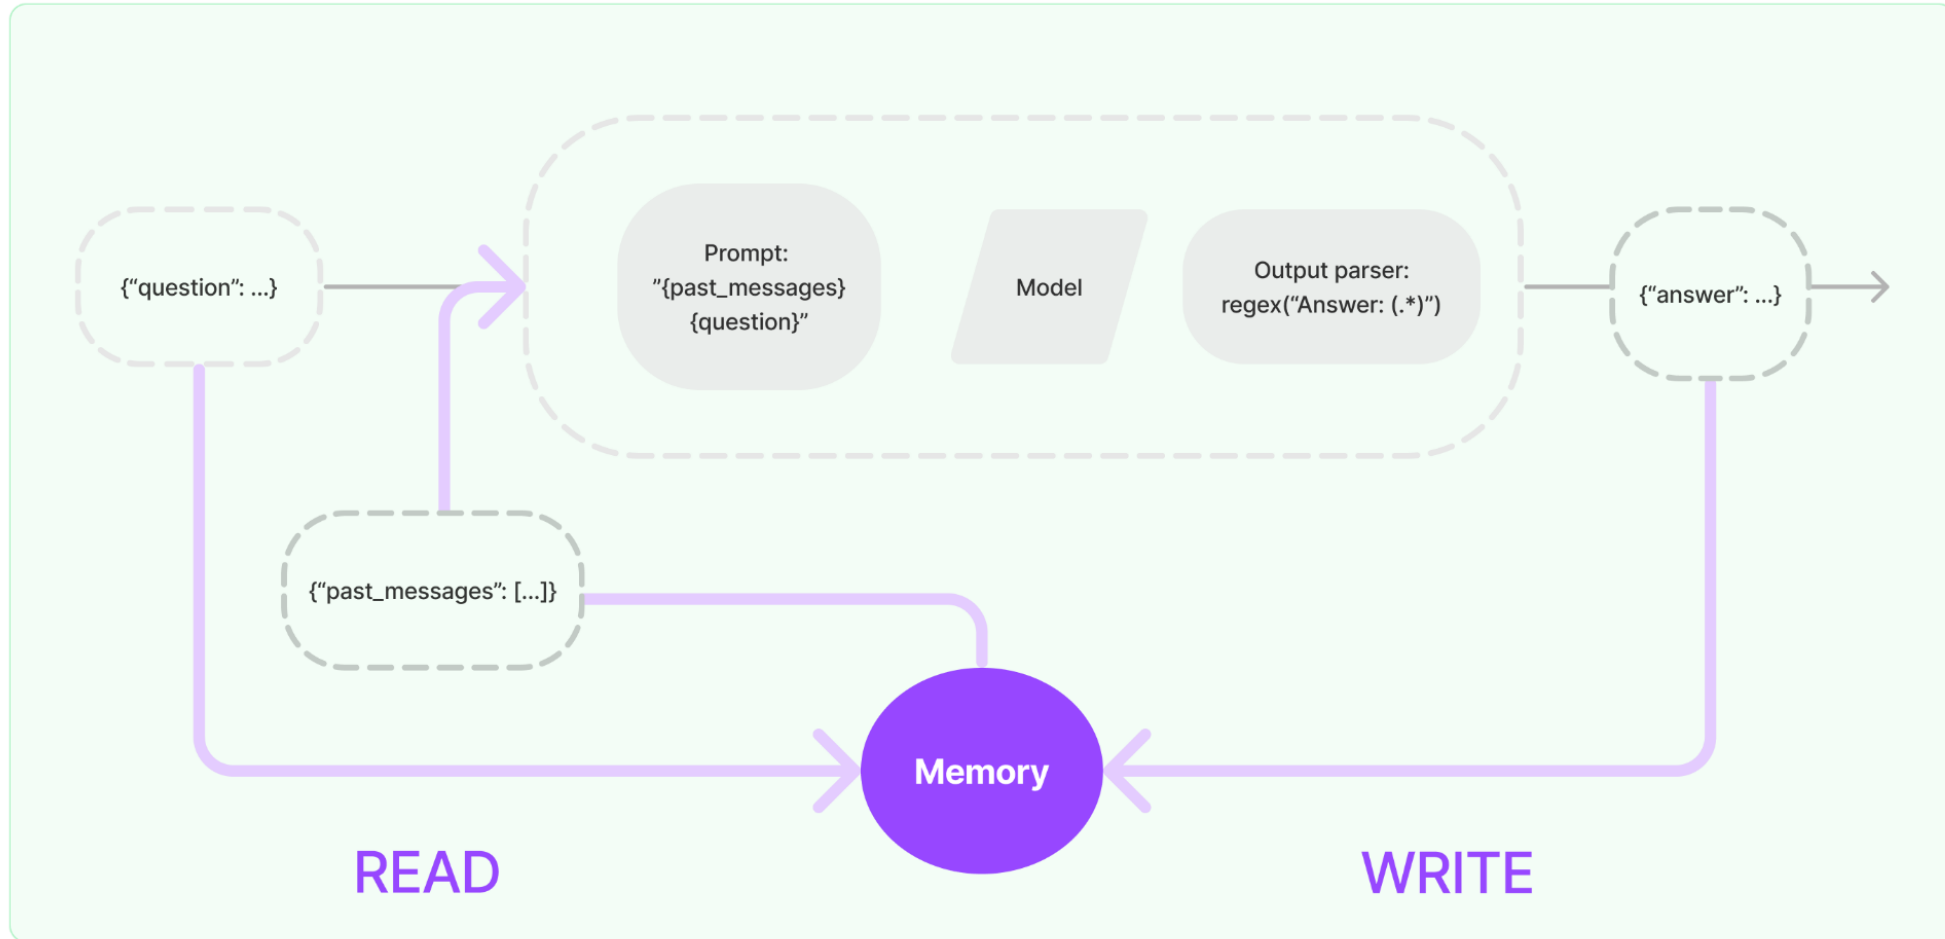 {“question”: ...}
Prompt:
”{past_messages}
{question}”
Model
Output parser:
regex(“Answer: (.*)”)
{“answer”: ...}
{“past_messages”: [...]}
Memory
READ
WRITE